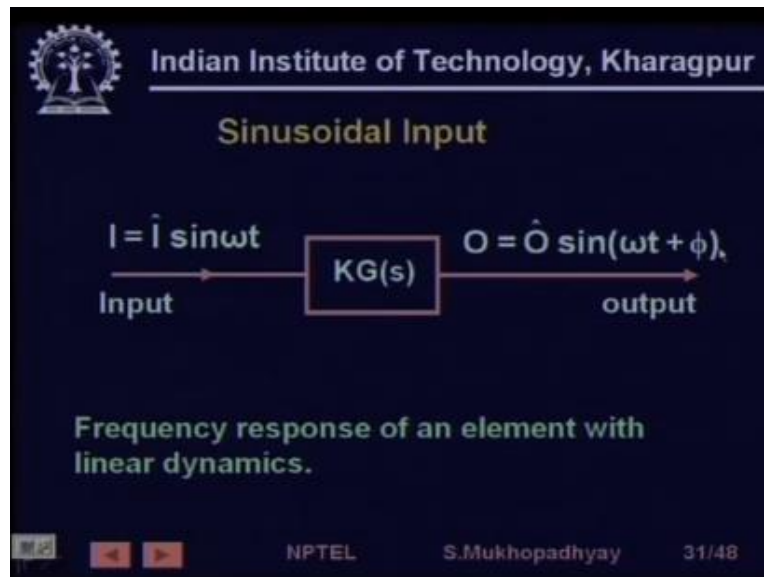 Indian Institute of Technology, Kharagpur
Sinusoidal Input
I = Î sinωt
KG(s)
O = Ô sin(ωt + ϕ),
Input
output
Frequency response of an element with
linear dynamics.
NPTEL S.Mukhopadhyay 31/48